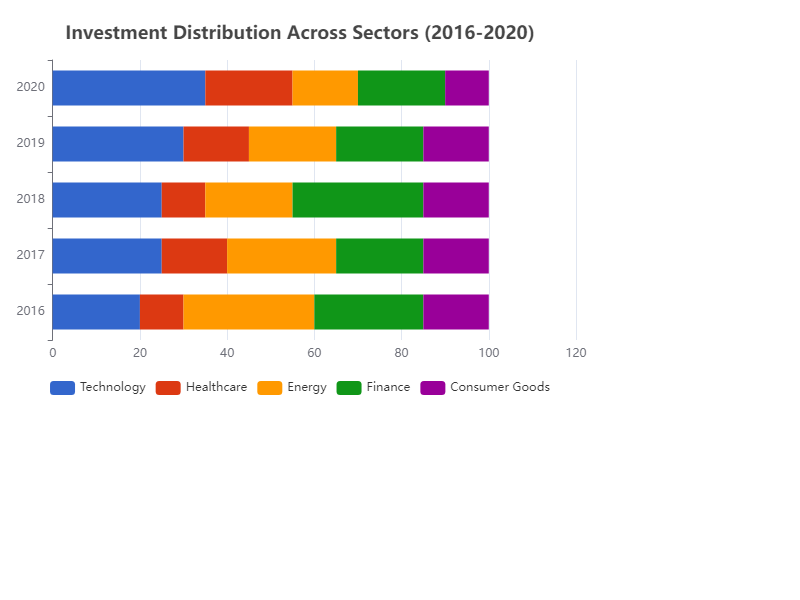 Investment Distribution Across Sectors (2016-2020)
2020
2019
2018
2017
2016
0 20 40 60 80 100 120
Technology Healthcare Energy Finance Consumer Goods